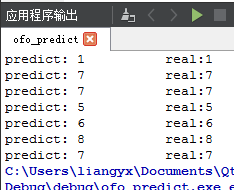 应用程序输出
ofo_predict
predict: 1 real:1
predict: 7 real:7
predict: 7 real:7
predict: 5 real:5
predict: 6 real:6
predict: 8 real:8
predict: 7 real:7
C:\Users\liangyx\Documents\Qt
Debug\debug\ofo_predict.exe e